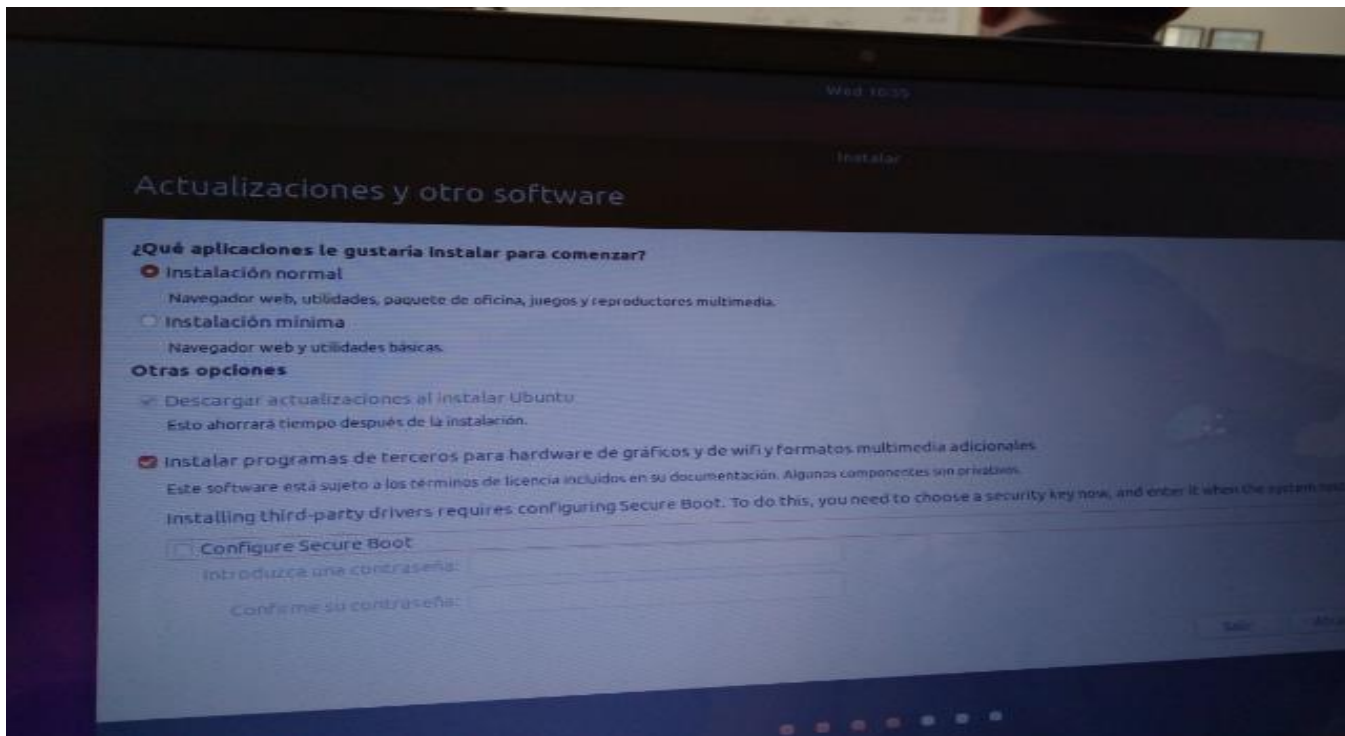 Wed 10:35
Instalar
Actualizaciones y otro software
¿Qué aplicaciones le gustaría instalar para comenzar?
Instalación normal
Navegador web, utilidades, paquete de oficina, juegos y reproductores multimedia.
Instalación mínima
Navegador web y utilidades básicas.
Otras opciones
Descargar actualizaciones al instalar Ubuntu
Esto ahorrará tiempo después de la instalación.
Instalar programas de terceros para hardware de gráficos y de wifi y formatos multimedia adicionales
Este software está sujeto a los términos de licencia incluidos en su documentación. Algunos componentes son privativos.
Installing third-party drivers requires configuring Secure Boot. To do this, you need to choose a security key now, and enter it when the system
Configure Secure Boot
Introduzca una contraseña:
Confirme su contraseña:
Salir